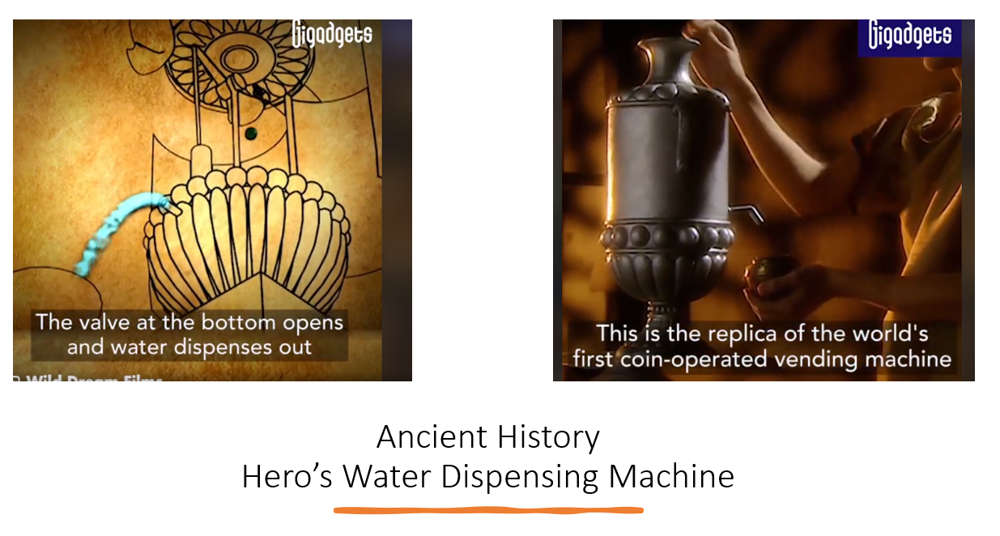 Gigadgets
The valve at the bottom opens
and water dispenses out
Wild Dream Films
Gigadgets
This is the replica of the world's
first coin-operated vending machine
Ancient History
Hero’s Water Dispensing Machine